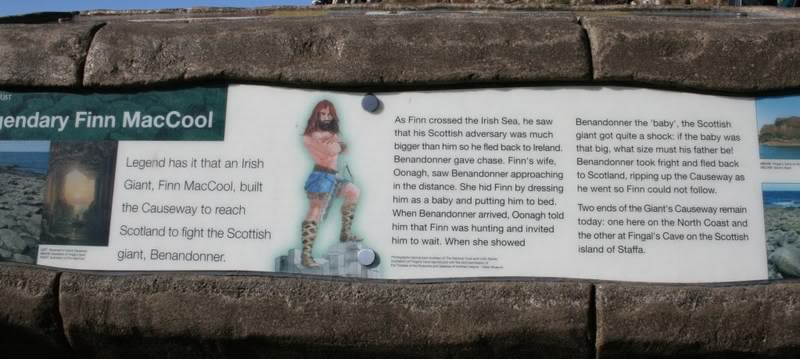 gendary Finn MacCool
Legend has it that an Irish
Giant, Finn MacCool, built
the Causeway to reach
Scotland to fight the Scottish
giant, Benandonner.
As Finn crossed the Irish Sea, he saw
that his Scottish adversary was much
bigger than him so he fled back to Ireland.
Benandonner gave chase. Finn's wife,
Oonagh, saw Benandonner approaching
in the distance. She hid Finn by dressing
him as a baby and putting him to bed.
When Benandonner arrived, Oonagh told
him that Finn was hunting and invited
him to wait. When she showed
Benandonner the 'baby', the Scottish
giant got quite a shock: if the baby was
that big, what size must his father be!
Benandonner took fright and fled back
to Scotland, ripping up the Causeway as
he went so Finn could not follow.
Two ends of the Giant's Causeway remain
today: one here on the North Coast and
the other at Fingal's Cave on the Scottish
island of Staffa.